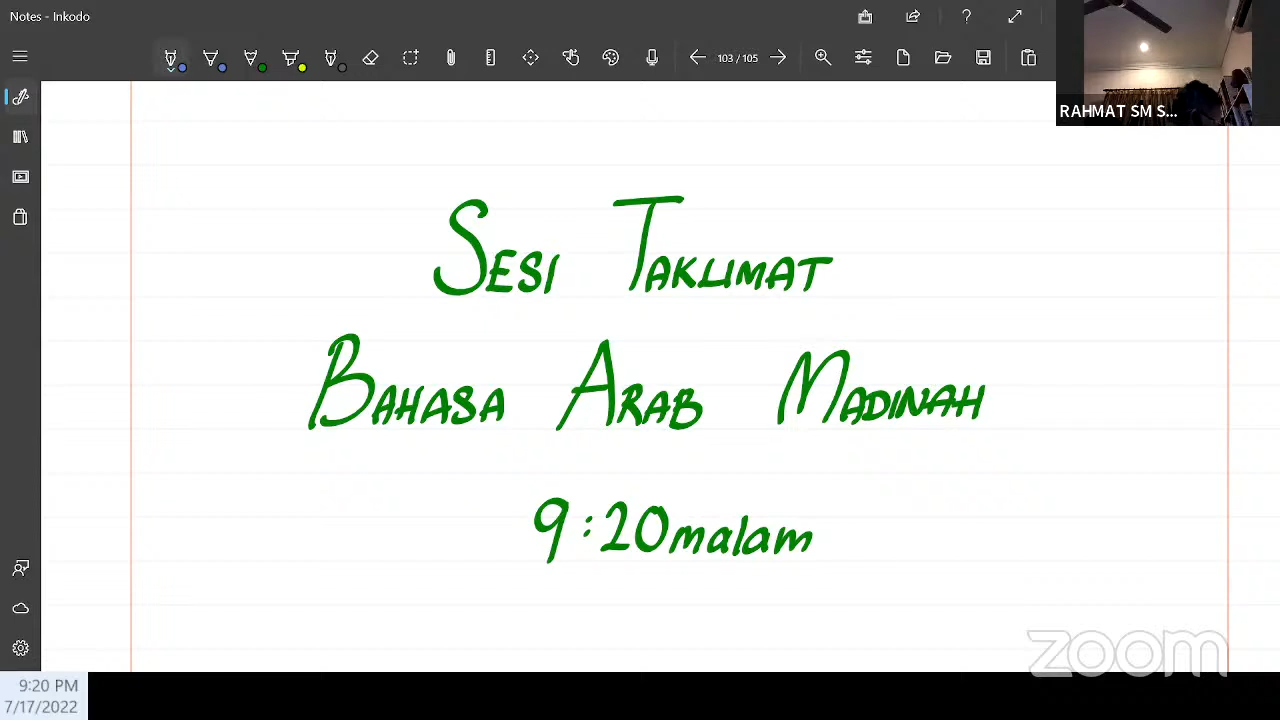 Notes - Inkodo
103 / 105
RAHMAT SM S...
SESI TAKLIMAT
BAHASA ARAB MADINAH
9:20malam
zoom
9:20 PM
7/17/2022